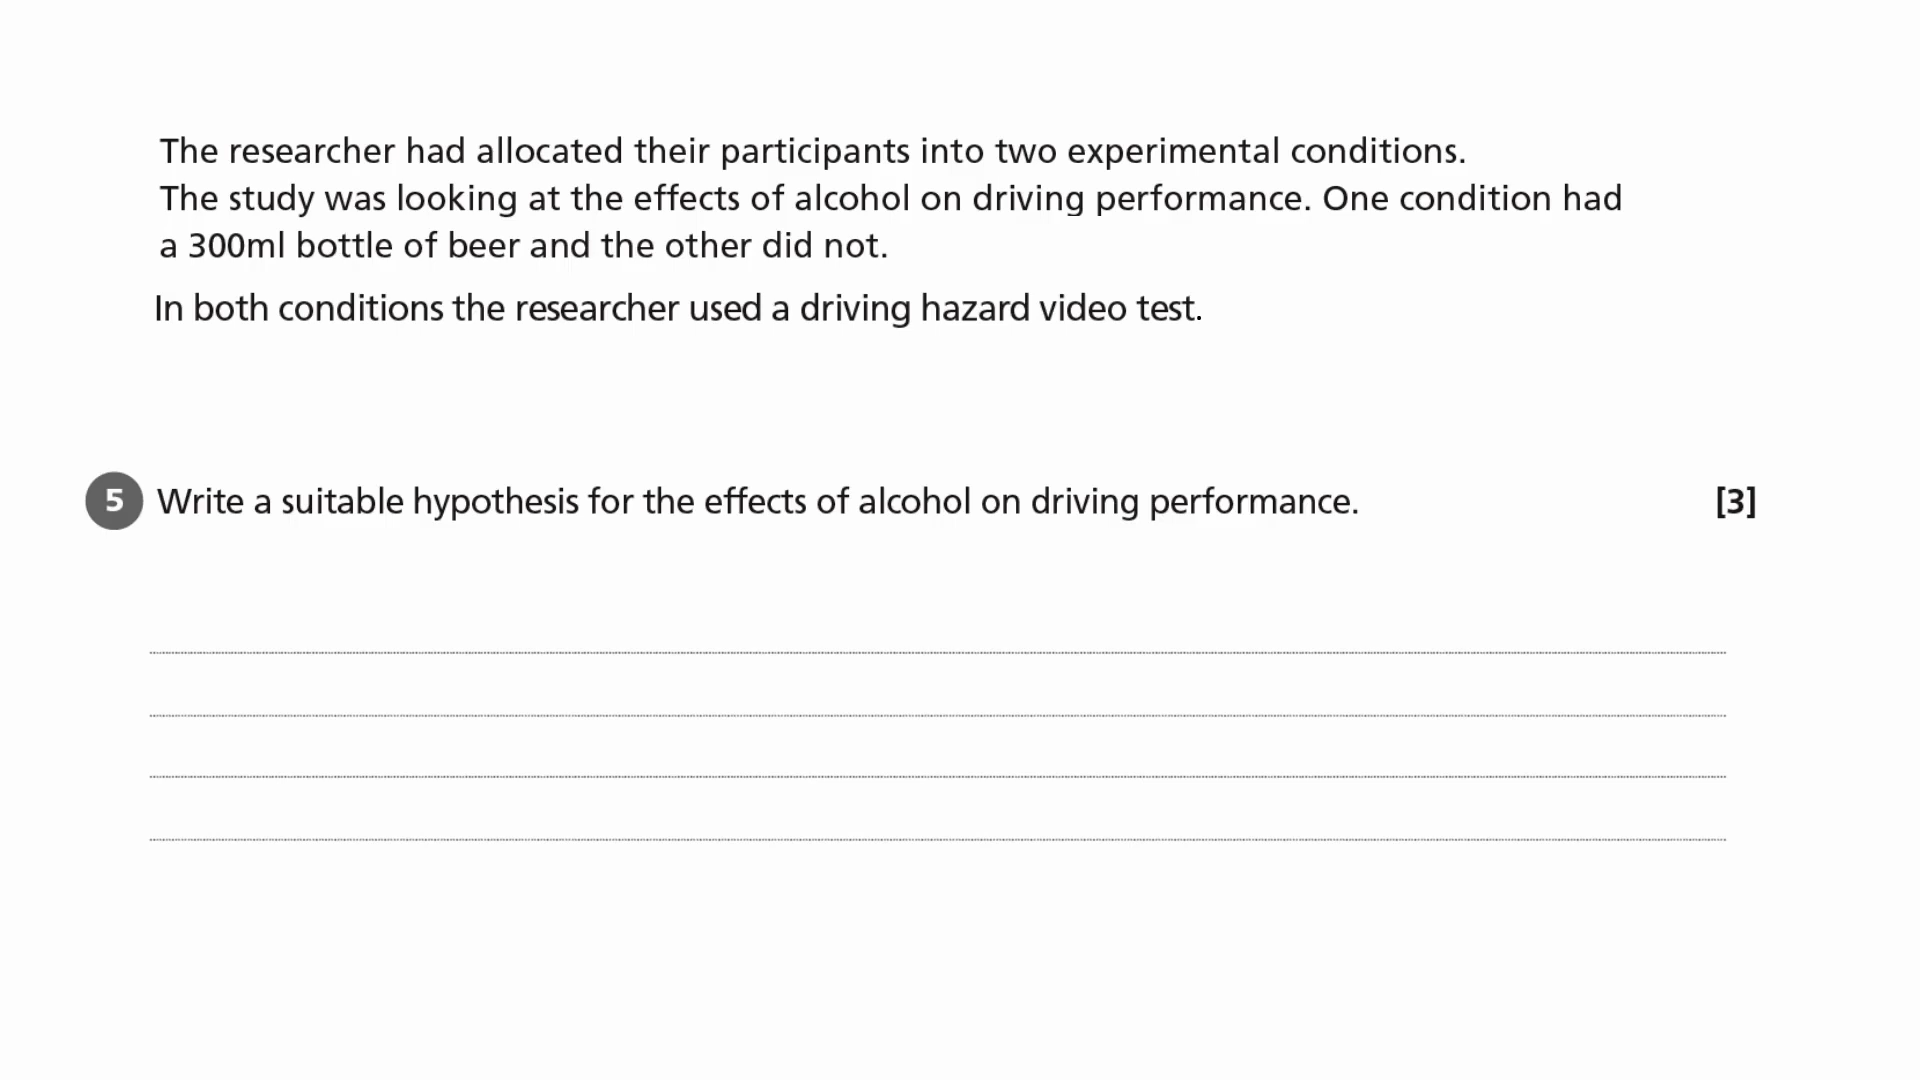 The researcher had allocated their participants into two experimental conditions.
The study was looking at the effects of alcohol on driving performance. One condition had
a 300ml bottle of beer and the other did not.
In both conditions the researcher used a driving hazard video test.
5 Write a suitable hypothesis for the effects of alcohol on driving performance. [3]